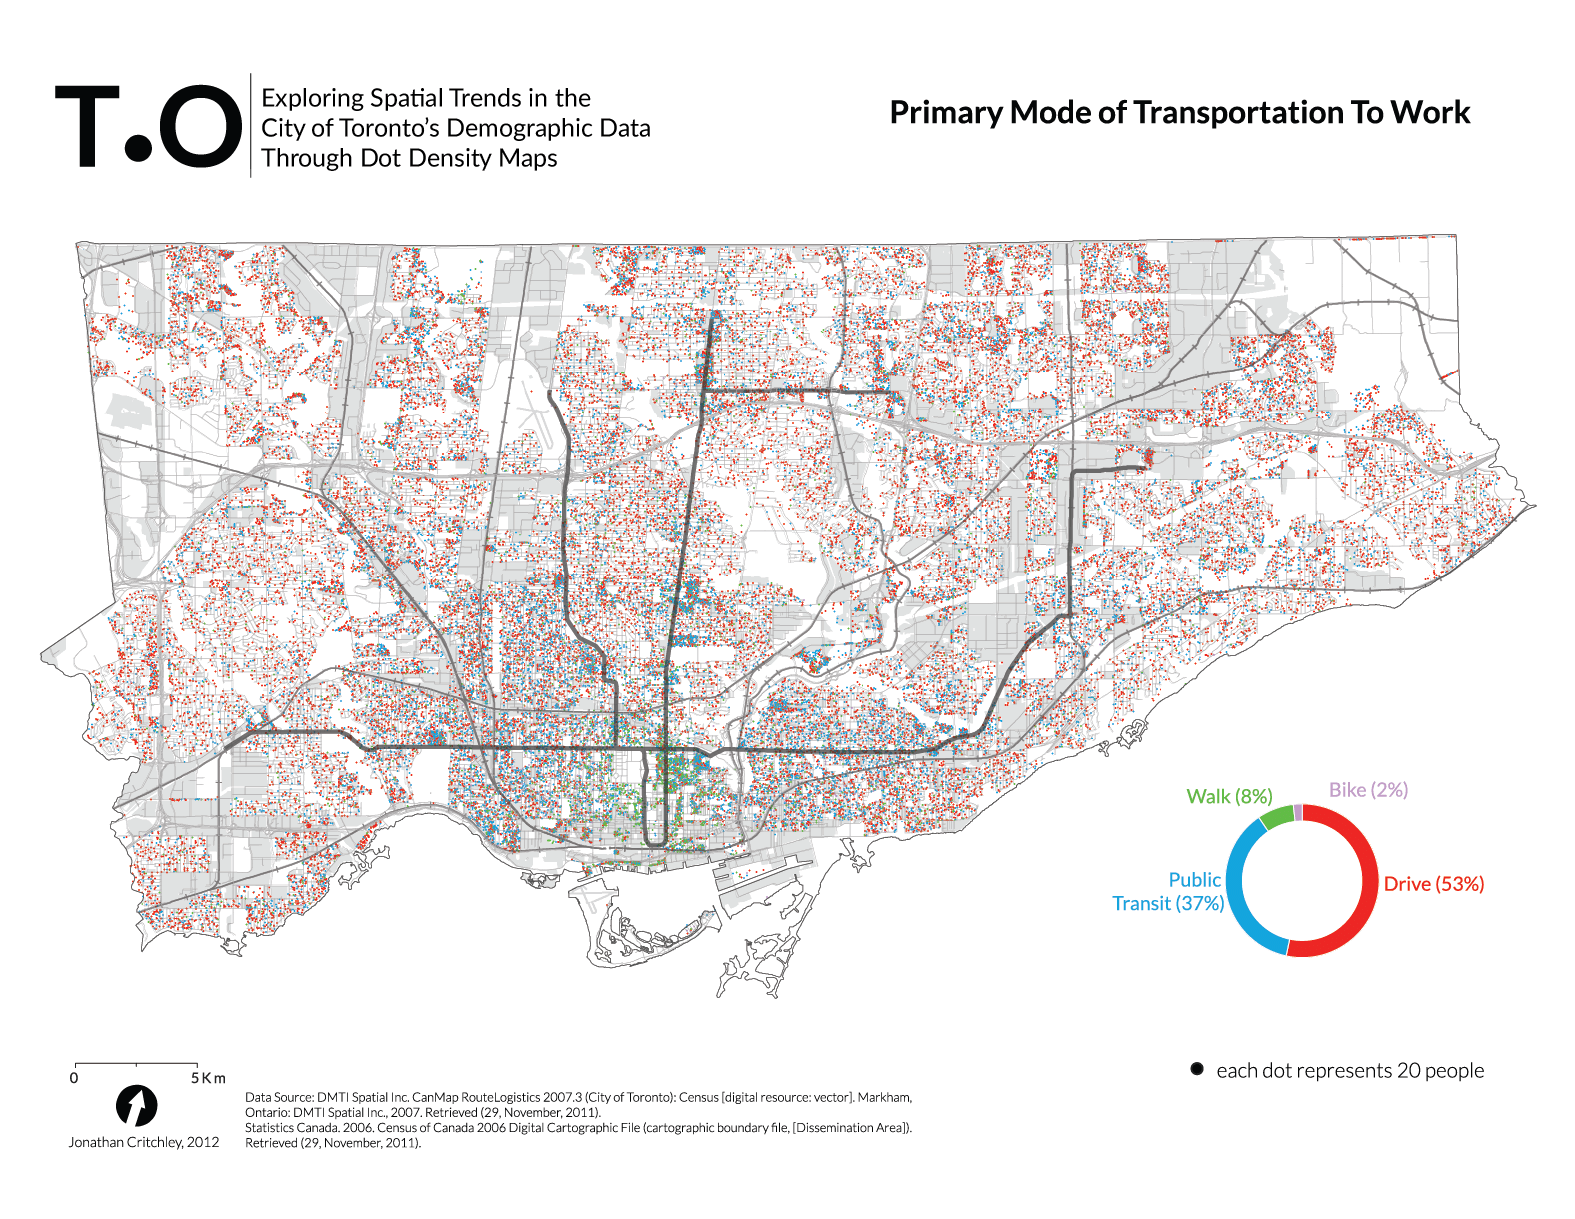 T.O
Exploring Spatial Trends in the
City of Toronto's Demographic Data
Through Dot Density Maps
Primary Mode of Transportation To Work
Walk (8%)
Bike (2%)
Public
Transit (37%)
Drive (53%)
0 5 Km
each dot represents 20 people
Jonathan Critchley, 2012
Data Source: DMTI Spatial Inc. CanMap RouteLogistics 2007.3 (City of Toronto): Census [digital resource: vector]. Markham,
Ontario: DMTI Spatial Inc., 2007. Retrieved (29, November, 2011).
Statistics Canada. 2006. Census of Canada 2006 Digital Cartographic File (cartographic boundary file, [Dissemination Area]).
Retrieved (29, November, 2011).